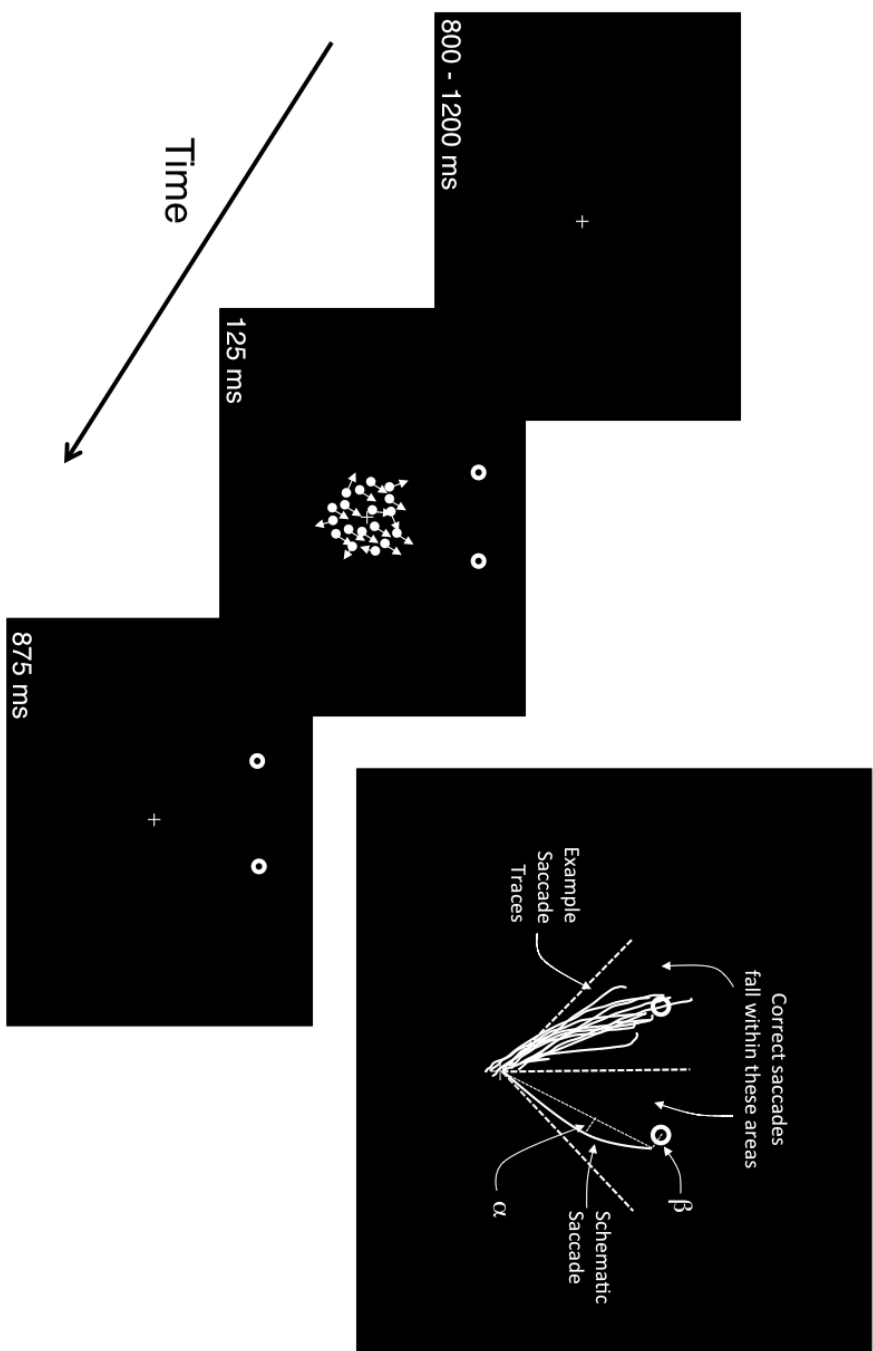 800 - 1200 ms
125 ms
875 ms
Time
Correct saccades
fall within these areas
Example
Saccade
Traces
β
Schematic
Saccade
α